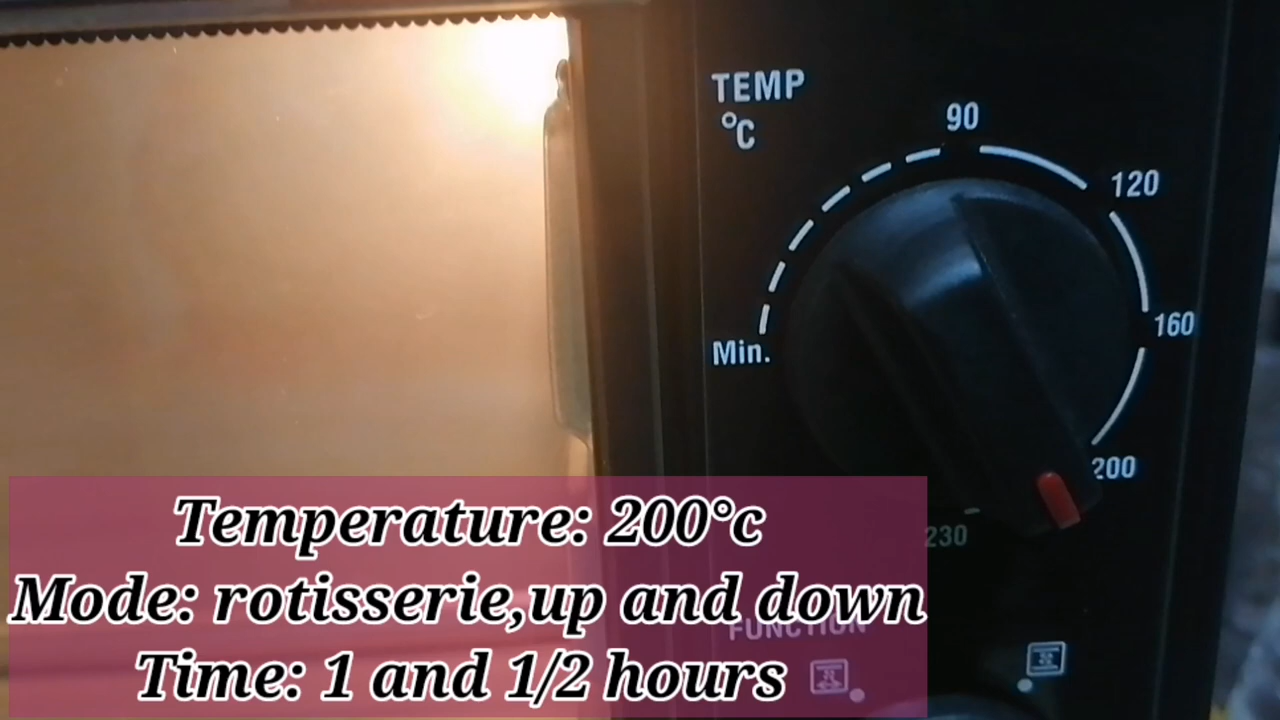 TEMP
°C
90
120
160
Min.
200
230
Temperature: 200°c
Mode: rotisserie,up and down
Time: 1 and 1/2 hours
FUNCTION